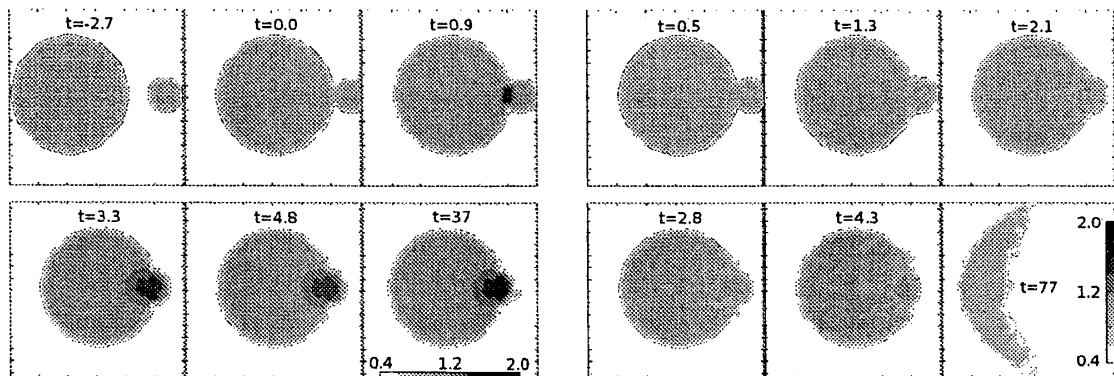 t=-2.7 t=0.0 t=0.9
t=0.5 t=1.3 t=2.1
t=3.3 t=4.8 t=37
0.4 1.2 2.0
t=2.8 t=4.3 t=77
2.0
1.2
0.4